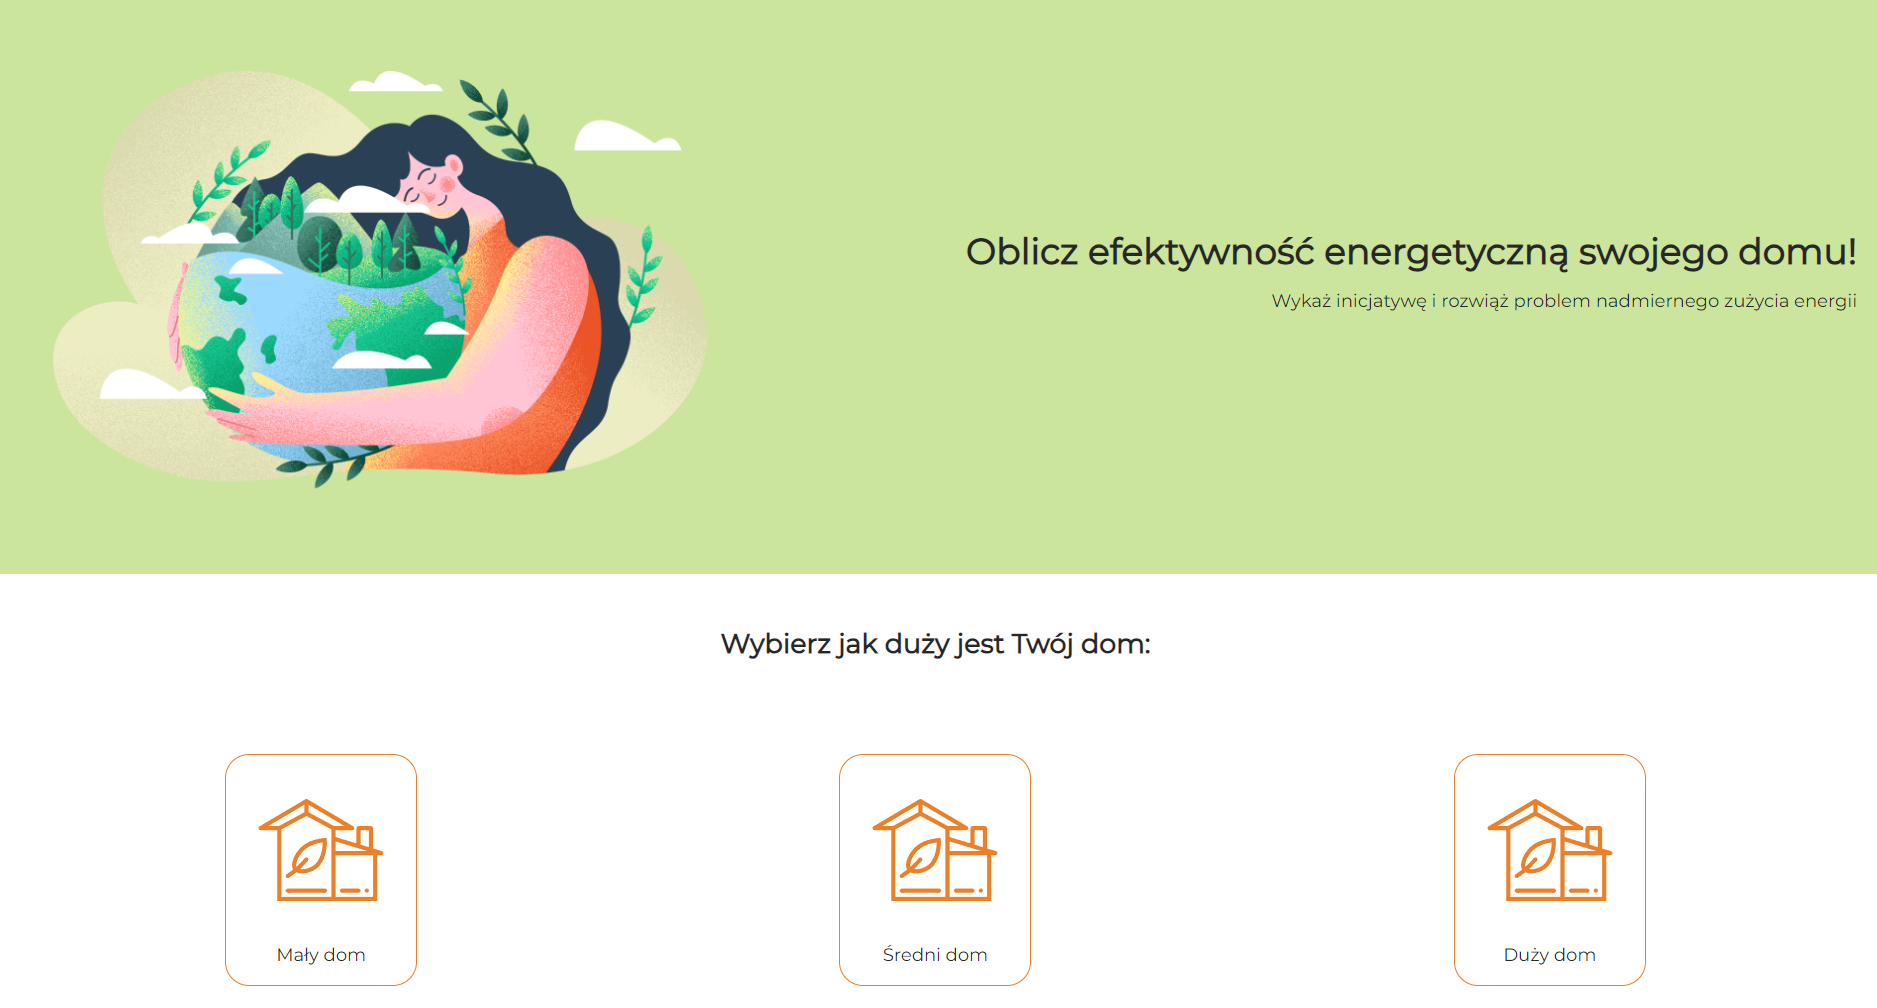 Oblicz efektywność energetyczną swojego domu!
Wykaż inicjatywę i rozwiąż problem nadmiernego zużycia energii
Wybierz jak duży jest Twój dom:
Mały dom
Średni dom
Duży dom